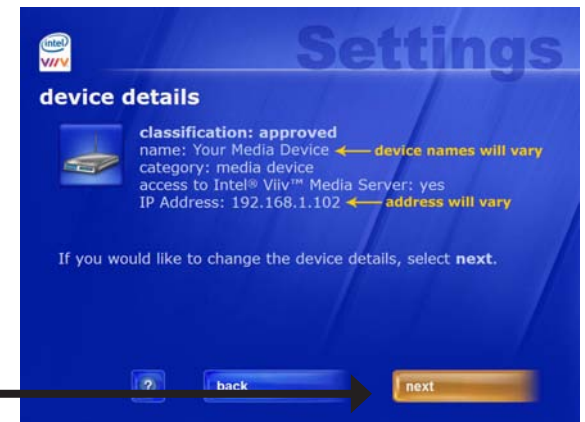 intel
VIIV
Settings
device details
classification: approved
name: Your Media Device device names will vary
category: media device
access to Intel® Viiv™ Media Server: yes
IP Address: 192.168.1.102 address will vary
If you would like to change the device details, select next.
? back next